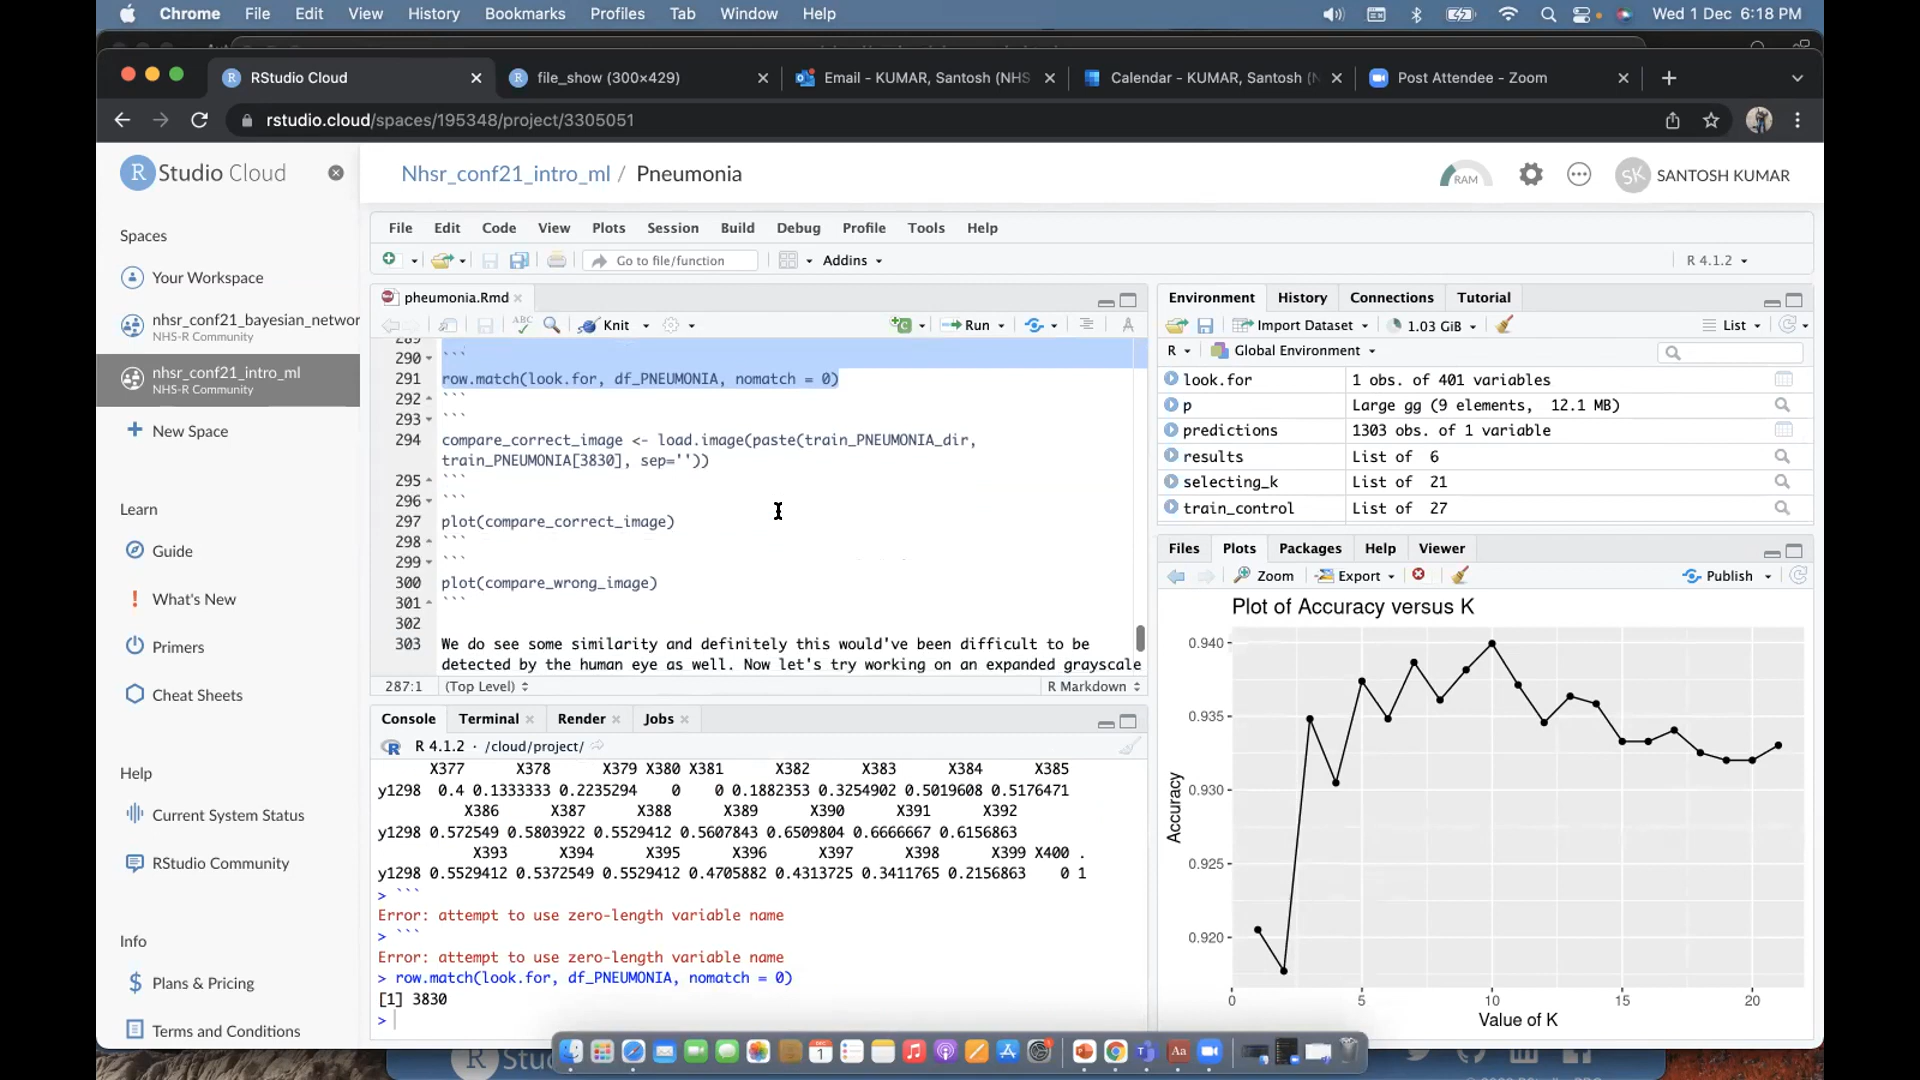 Chrome File Edit View History Bookmarks Profiles Tab Window Help Wed 1 Dec 6:18 PM
RStudio Cloud file_show (300×429) Email - KUMAR, Santosh (NHS Calendar - KUMAR, Santosh (N Post Attendee - Zoom
rstudio.cloud/spaces/195348/project/3305051
R Studio Cloud Nhsr_conf21_intro_ml / Pneumonia RAM SK SANTOSH KUMAR
Spaces
Your Workspace
nhsr_conf21_bayesian_networ
NHS-R Community
nhsr_conf21_intro_ml
NHS-R Community
New Space
Learn
Guide
What's New
Primers
Cheat Sheets
Help
Current System Status
RStudio Community
Info
Plans & Pricing
Terms and Conditions
File Edit Code View Plots Session Build Debug Profile Tools Help
Go to file/function Addins R 4.1.2
pheumonia.Rmd
ABC Knit Run
289
290 ```
291 row.match(look.for, df_PNEUMONIA, nomatch = 0)
292 ```
293 ```
294 compare_correct_image <- load.image(paste(train_PNEUMONIA_dir,
train_PNEUMONIA[3830], sep=''))
295 ```
296 ```
297 plot(compare_correct_image)
298 ```
299 ```
300 plot(compare_wrong_image)
301 ```
302
303 We do see some similarity and definitely this would've been difficult to be
detected by the human eye as well. Now let's try working on an expanded grayscale
287:1 (Top Level) R Markdown
Console Terminal Render Jobs
R 4.1.2 · /cloud/project/
X377 X378 X379 X380 X381 X382 X383 X384 X385
y1298 0.4 0.1333333 0.2235294 0 0 0.1882353 0.3254902 0.5019608 0.5176471
X386 X387 X388 X389 X390 X391 X392
y1298 0.572549 0.5803922 0.5529412 0.5607843 0.6509804 0.6666667 0.6156863
X393 X394 X395 X396 X397 X398 X399 X400 .
y1298 0.5529412 0.5372549 0.5529412 0.4705882 0.4313725 0.3411765 0.2156863 0 1
> ```
Error: attempt to use zero-length variable name
> ```
Error: attempt to use zero-length variable name
> row.match(look.for, df_PNEUMONIA, nomatch = 0)
[1] 3830
>
Environment History Connections Tutorial
Import Dataset 1.03 GiB List
R Global Environment
look.for 1 obs. of 401 variables
p Large gg (9 elements, 12.1 MB)
predictions 1303 obs. of 1 variable
results List of 6
selecting_k List of 21
train_control List of 27
Files Plots Packages Help Viewer
Zoom Export Publish
Plot of Accuracy versus K
0.940
0.935
0.930
0.925
0.920
Accuracy
0 5 10 15 20
Value of K